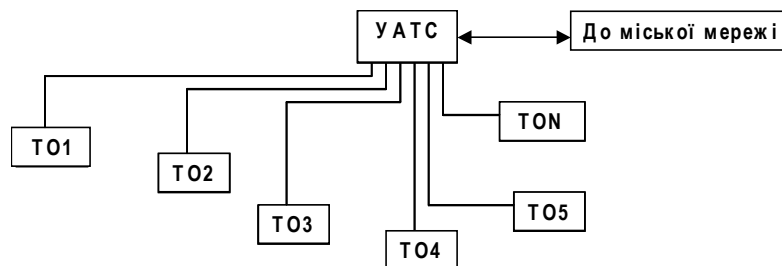 УАТС
До міської мережі
ТО1
ТО2
ТО3
ТО4
ТО5
ТОN